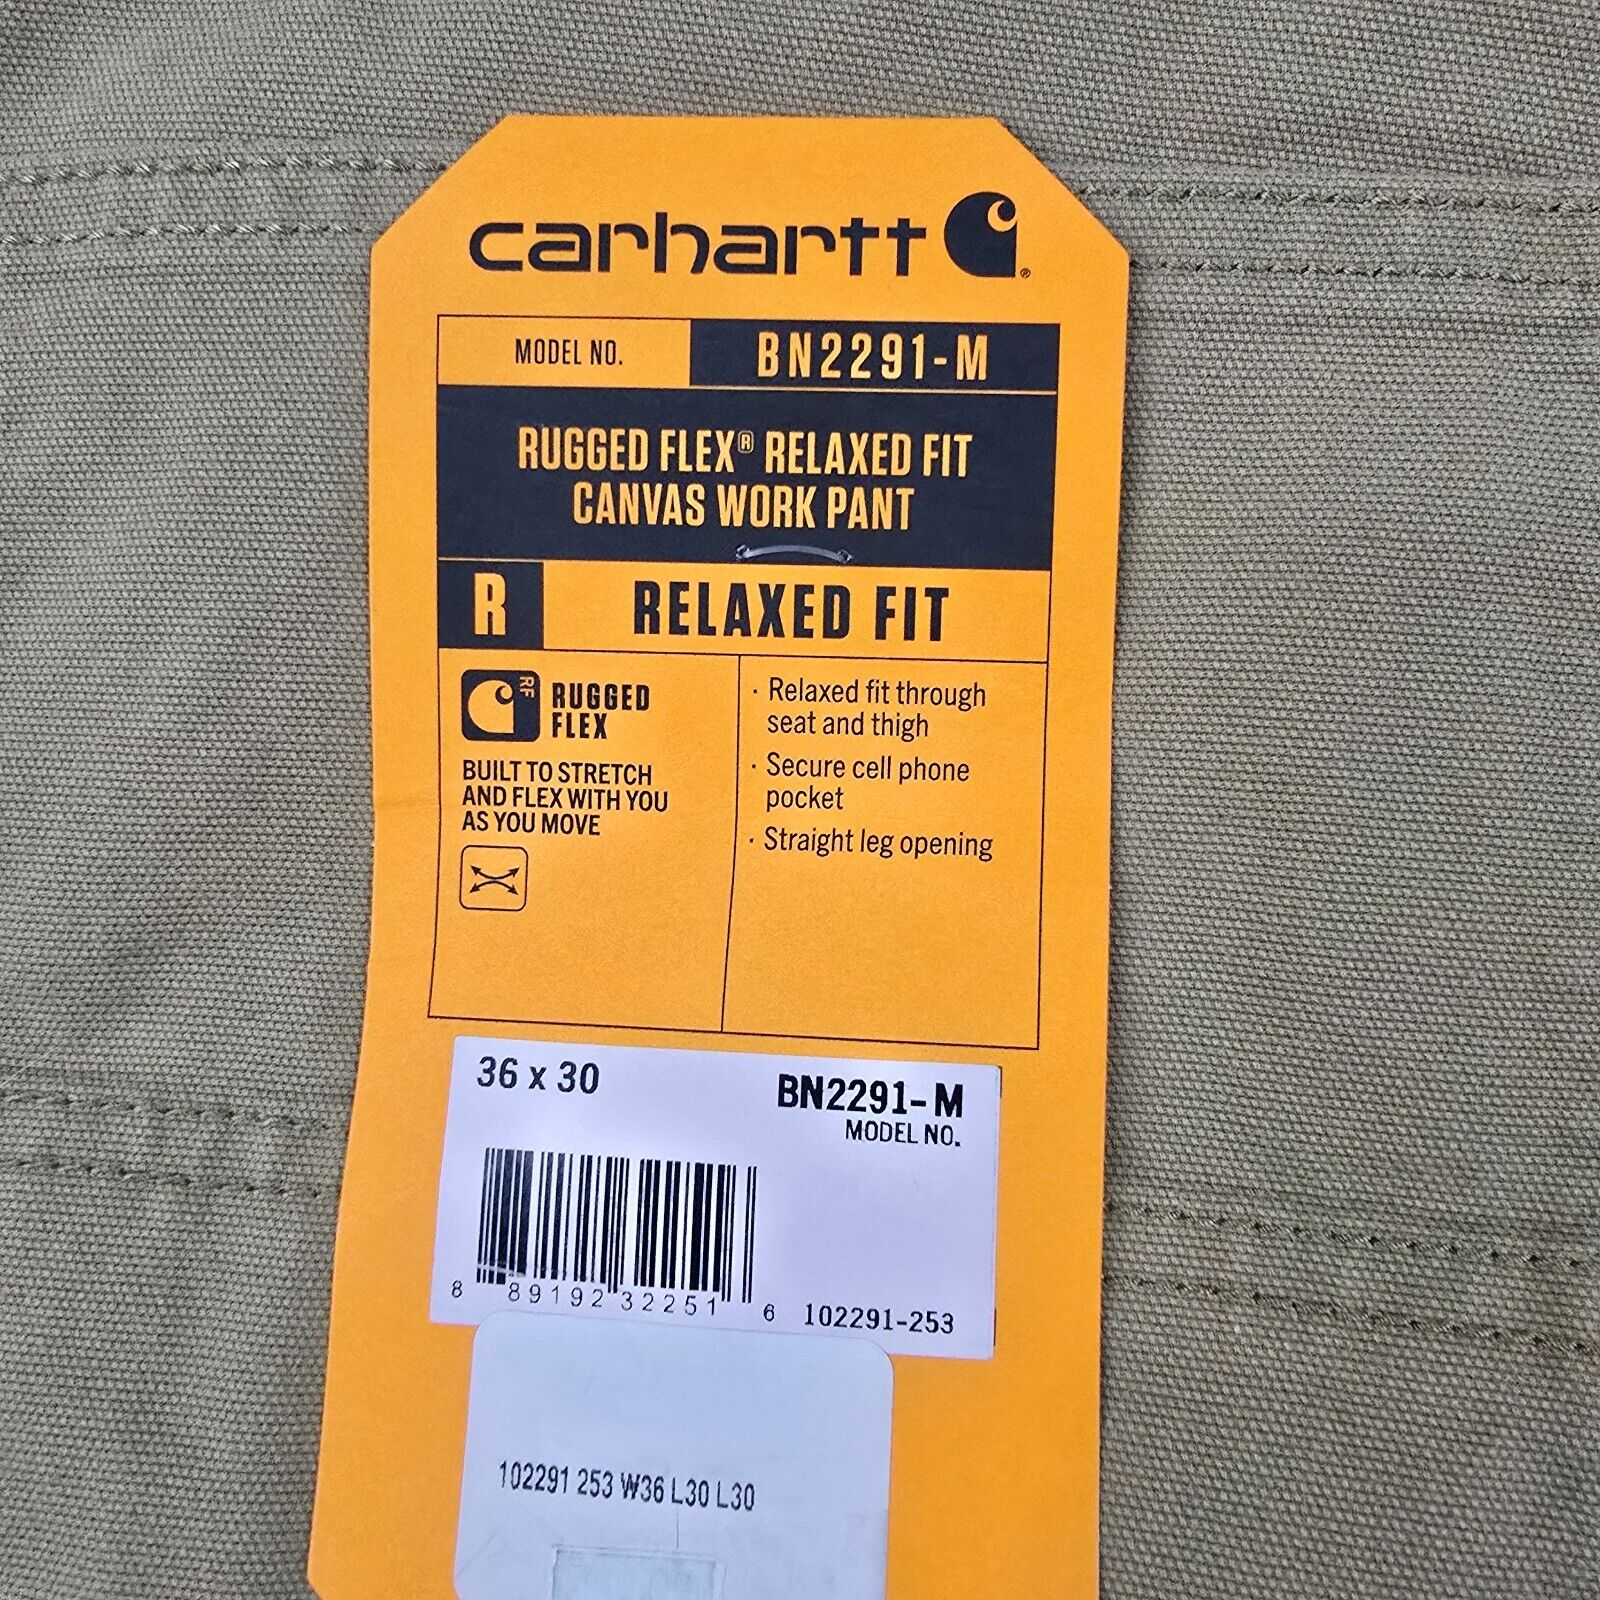 carhartt ®
MODEL NO. BN2291-M
RUGGED FLEX® RELAXED FIT
CANVAS WORK PANT
R RELAXED FIT
RF
RUGGED
FLEX
BUILT TO STRETCH
AND FLEX WITH YOU
AS YOU MOVE
· Relaxed fit through
seat and thigh
· Secure cell phone
pocket
· Straight leg opening
36 x 30
BN2291-M
MODEL NO.
8 89192 32251 6
102291-253
102291 253 W36 L30 L30